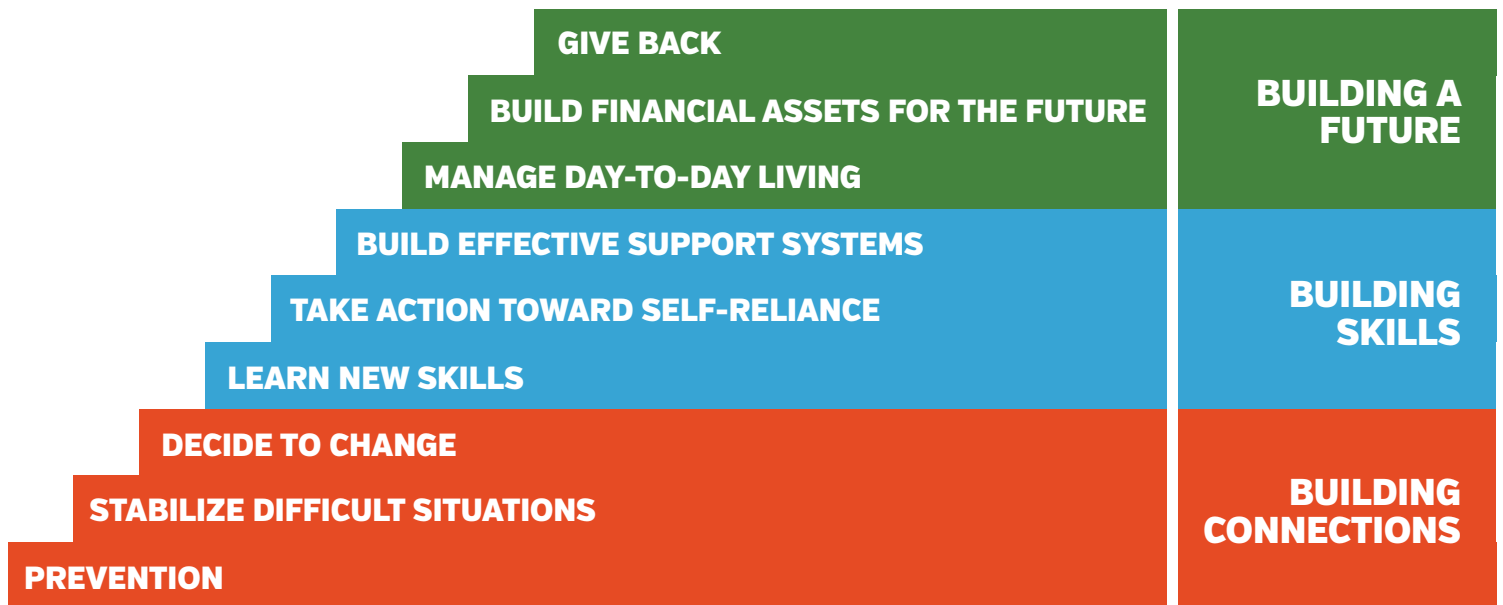 GIVE BACK
BUILD FINANCIAL ASSETS FOR THE FUTURE
MANAGE DAY-TO-DAY LIVING
BUILDING A
FUTURE
BUILD EFFECTIVE SUPPORT SYSTEMS
TAKE ACTION TOWARD SELF-RELIANCE
LEARN NEW SKILLS
BUILDING
SKILLS
DECIDE TO CHANGE
STABILIZE DIFFICULT SITUATIONS
PREVENTION
BUILDING
CONNECTIONS